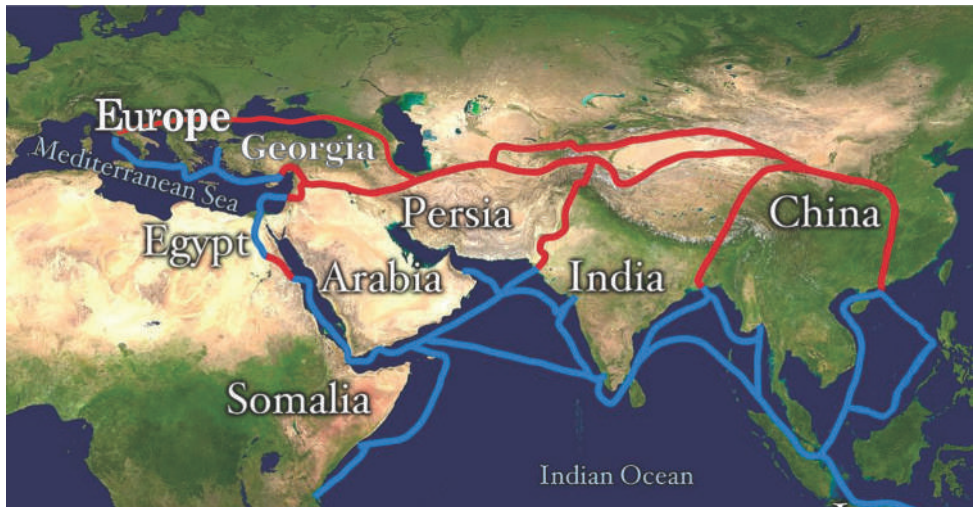 Europe
Georgia
Mediterranean Sea
Persia
China
Egypt
Arabia
India
Somalia
Indian Ocean